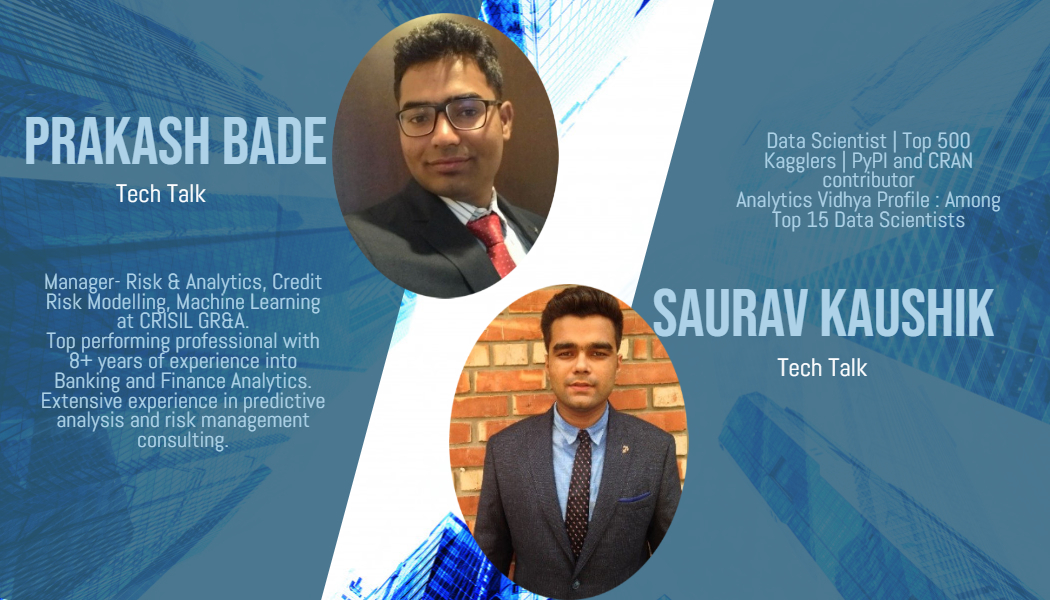 PRAKASH BADE
Tech Talk
Manager- Risk & Analytics, Credit
Risk Modelling, Machine Learning
at CRISIL GR&A.
Top performing professional with
8+ years of experience into
Banking and Finance Analytics.
Extensive experience in predictive
analysis and risk management
consulting.
Data Scientist | Top 500
Kagglers | PyPI and CRAN
contributor
Analytics Vidhya Profile : Among
Top 15 Data Scientists
SAURAV KAUSHIK
Tech Talk